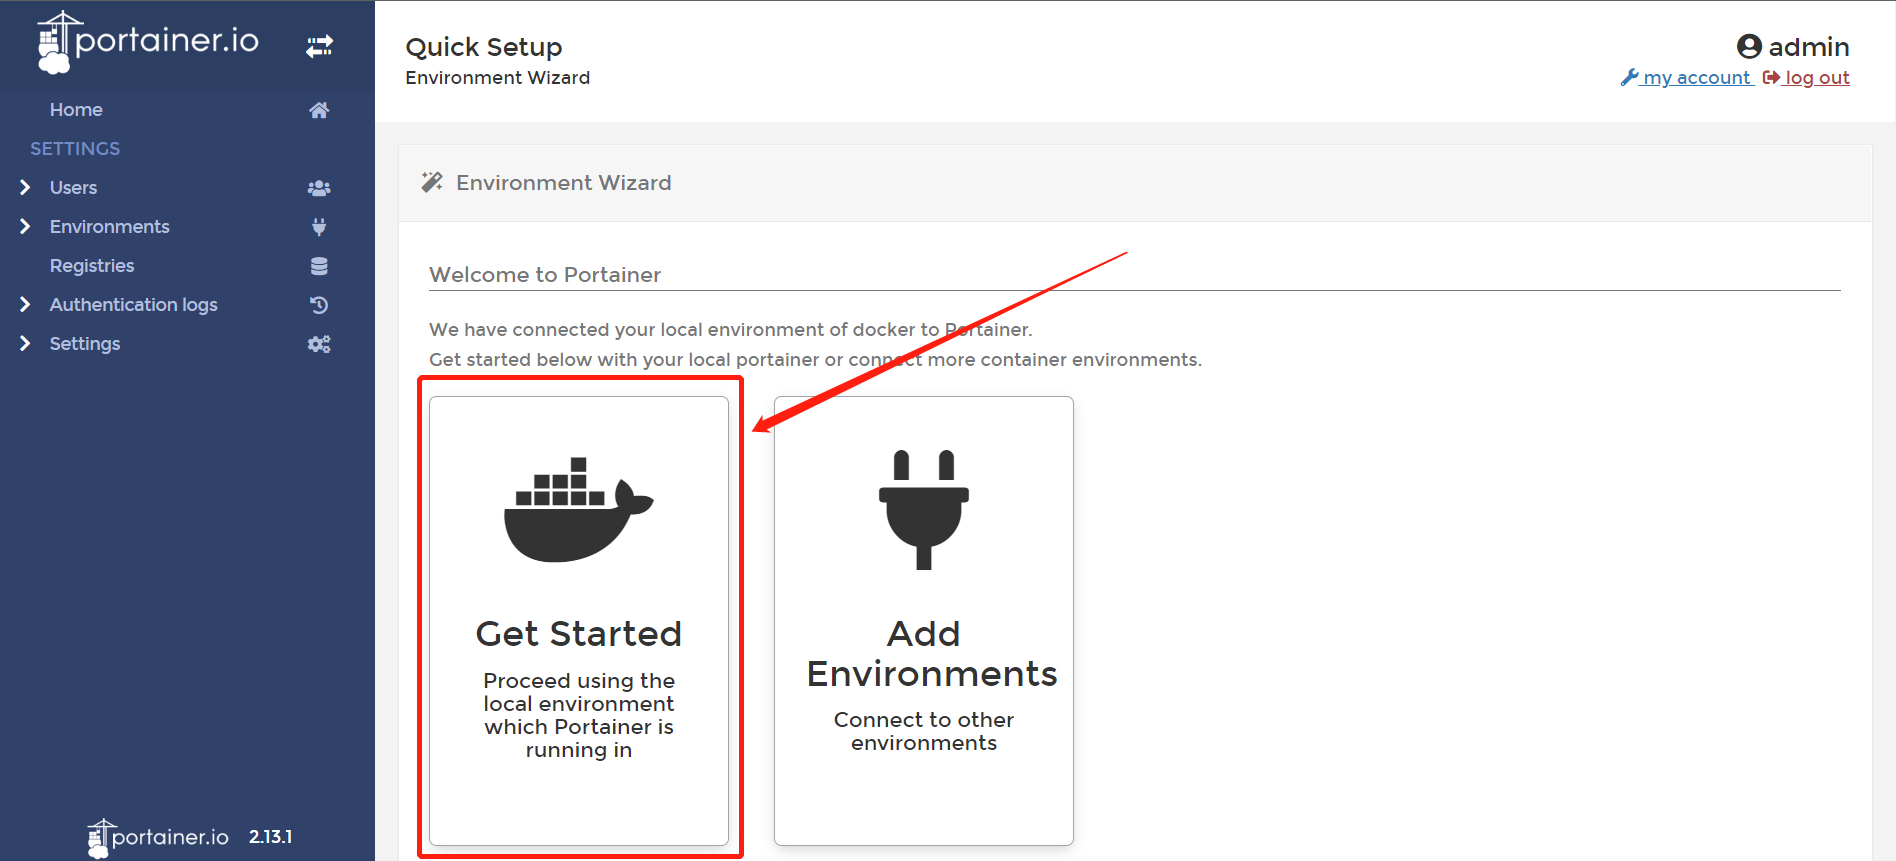 portainer.io
Home
SETTINGS
Users
Environments
Registries
Authentication logs
Settings
portainer.io 2.13.1
Quick Setup
Environment Wizard
admin
my account log out
Environment Wizard
Welcome to Portainer
We have connected your local environment of docker to Portainer.
Get started below with your local portainer or connect more container environments.
Get Started
Proceed using the
local environment
which Portainer is
running in
Add
Environments
Connect to other
environments